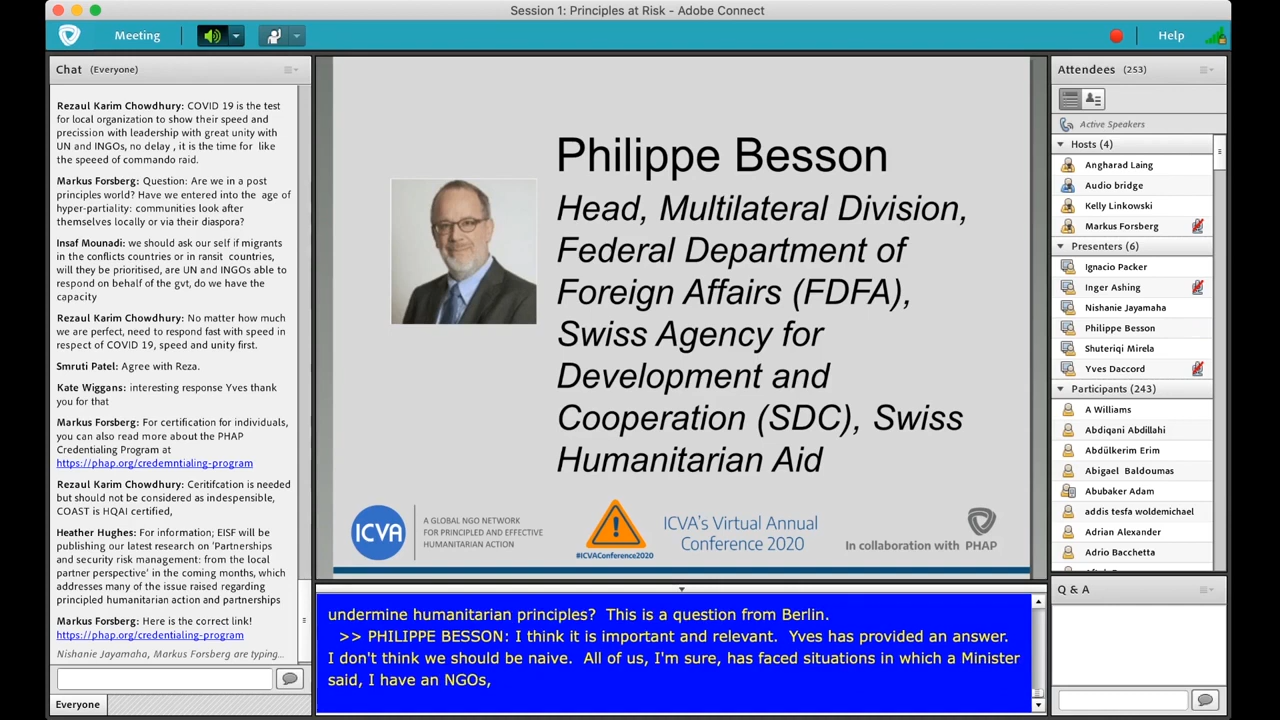 Session 1: Principles at Risk - Adobe Connect
Meeting
Help
Chat (Everyone)
Rezaul Karim Chowdhury: COVID 19 is the test
for local organization to show their speed and
precission with leadership with great unity with
UN and INGOs, no delay , it is the time for like
the speeed of commando raid.
Markus Forsberg: Question: Are we in a post
principles world? Have we entered into the age of
hyper-partiality: communities look after
themselves locally or via their diaspora?
Insaf Mounadi: we should ask our self if migrants
in the conflicts countries or in ransit countries,
will they be prioritised, are UN and INGOs able to
respond on behalf of the gvt, do we have the
capacity
Rezaul Karim Chowdhury: No matter how much
we are perfect, need to respond fast with speed in
respect of COVID 19, speed and unity first.
Smruti Patel: Agree with Reza.
Kate Wiggans: interesting response Yves thank
you for that
Markus Forsberg: For certification for individuals,
you can also read more about the PHAP
Credentialing Program at
https://phap.org/credemntialing-program
Rezaul Karim Chowdhury: Ceritifcation is needed
but should not be considered as indespensible,
COAST is HQAI certified,
Heather Hughes: For information; EISF will be
publishing our latest research on 'Partnerships
and security risk management: from the local
partner perspective' in the coming months, which
addresses many of the issue raised regarding
principled humanitarian action and partnerships
Markus Forsberg: Here is the correct link!
https://phap.org/credentialing-program
Nishanie Jayamaha, Markus Forsberg are typing...
Everyone
Philippe Besson
Head, Multilateral Division,
Federal Department of
Foreign Affairs (FDFA),
Swiss Agency for
Development and
Cooperation (SDC), Swiss
Humanitarian Aid
ICVA
A GLOBAL NGO NETWORK
FOR PRINCIPLED AND EFFECTIVE
HUMANITARIAN ACTION
#ICVAConference2020
ICVA's Virtual Annual
Conference 2020
In collaboration with PHAP
undermine humanitarian principles? This is a question from Berlin.
>> PHILIPPE BESSON: I think it is important and relevant. Yves has provided an answer.
I don't think we should be naive. All of us, I'm sure, has faced situations in which a Minister
said, I have an NGOs,
Attendees (253)
Active Speakers
Hosts (4)
Angharad Laing
Audio bridge
Kelly Linkowski
Markus Forsberg
Presenters (6)
Ignacio Packer
Inger Ashing
Nishanie Jayamaha
Philippe Besson
Shuteriqi Mirela
Yves Daccord
Participants (243)
A Williams
Abdiqani Abdillahi
Abdülkerim Erim
Abigael Baldoumas
Abubaker Adam
addis tesfa woldemichael
Adrian Alexander
Adrio Bacchetta
Q & A